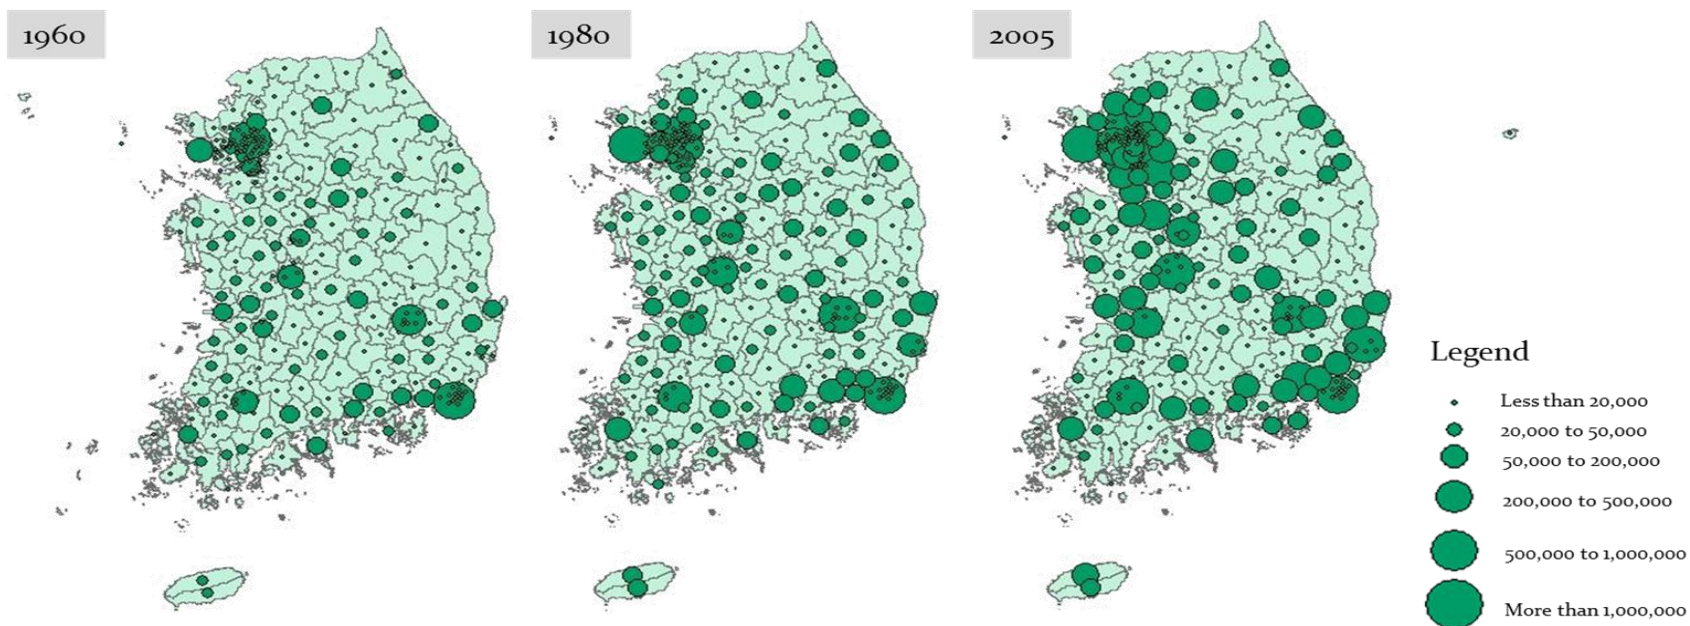 1960
1980
2005
Legend
Less than 20,000
20,000 to 50,000
50,000 to 200,000
200,000 to 500,000
500,000 to 1,000,000
More than 1,000,000